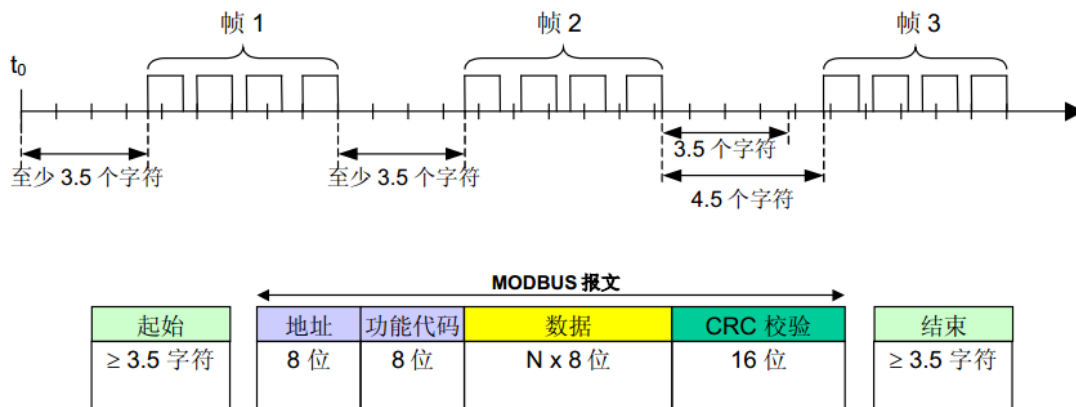 帧 1 帧 2 帧 3
t0
3.5 个字符
至少 3.5 个字符 至少 3.5 个字符
4.5 个字符
MODBUS 报文
起始 地址 功能代码 数据 CRC 校验 结束
≥ 3.5 字符 8 位 8 位 N x 8 位 16 位 ≥ 3.5 字符